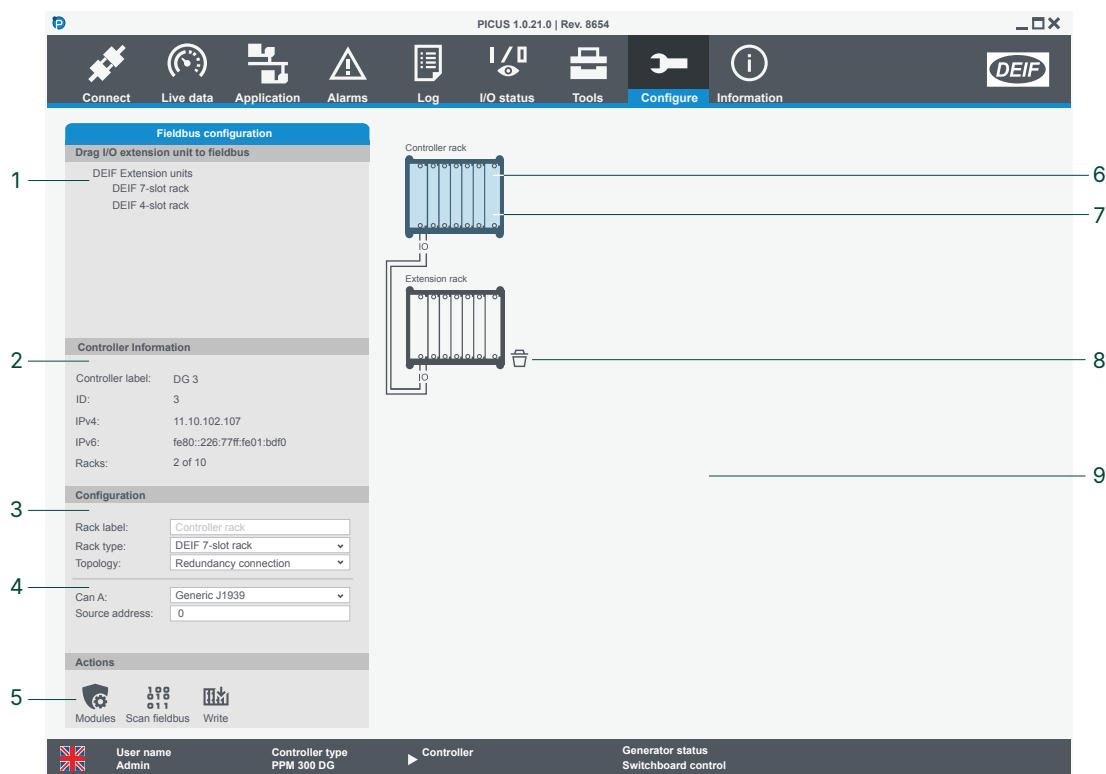 PICUS 1.0.21.0 | Rev. 8654
Connect Live data Application Alarms Log I/O status Tools Configure Information
DEIF
Fieldbus configuration
Drag I/O extension unit to fieldbus
DEIF Extension units
DEIF 7-slot rack
DEIF 4-slot rack
Controller Information
Controller label: DG 3
ID: 3
IPv4: 11.10.102.107
IPv6: fe80::226:77ff:fe01:bdf0
Racks: 2 of 10
Configuration
Rack label: Controller rack
Rack type: DEIF 7-slot rack
Topology: Redundancy connection
Can A: Generic J1939
Source address: 0
Actions
Modules Scan fieldbus Write
Controller rack
IO
Extension rack
IO
1
2
3
4
5
6
7
8
9
User name Controller type Controller Generator status
Admin PPM 300 DG Switchboard control